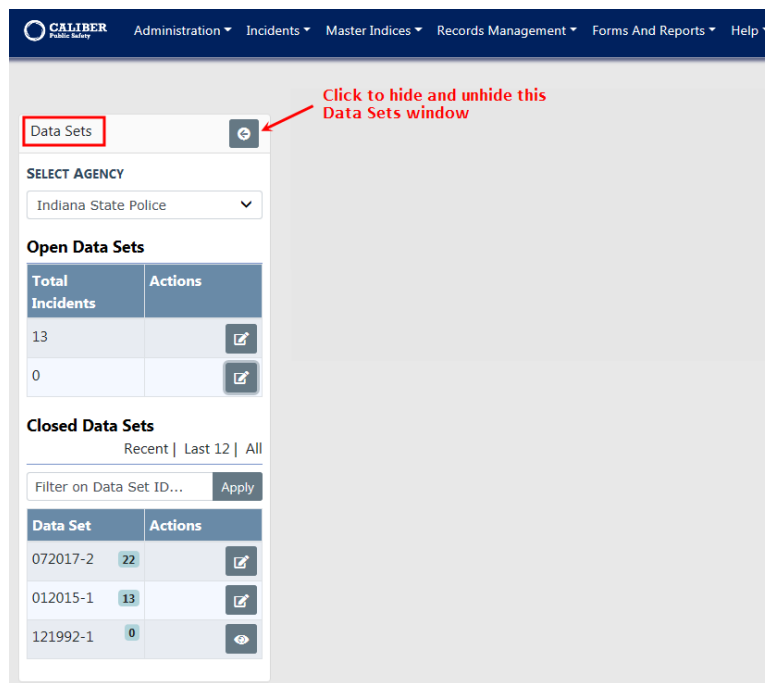 CALIBER
Public Safety
Administration Incidents Master Indices Records Management Forms And Reports Help
Click to hide and unhide this
Data Sets window
Data Sets
SELECT AGENCY
Indiana State Police
Open Data Sets
Total Incidents Actions
13
0
Closed Data Sets
Recent | Last 12 | All
Filter on Data Set ID... Apply
Data Set Actions
072017-2 22
012015-1 13
121992-1 0